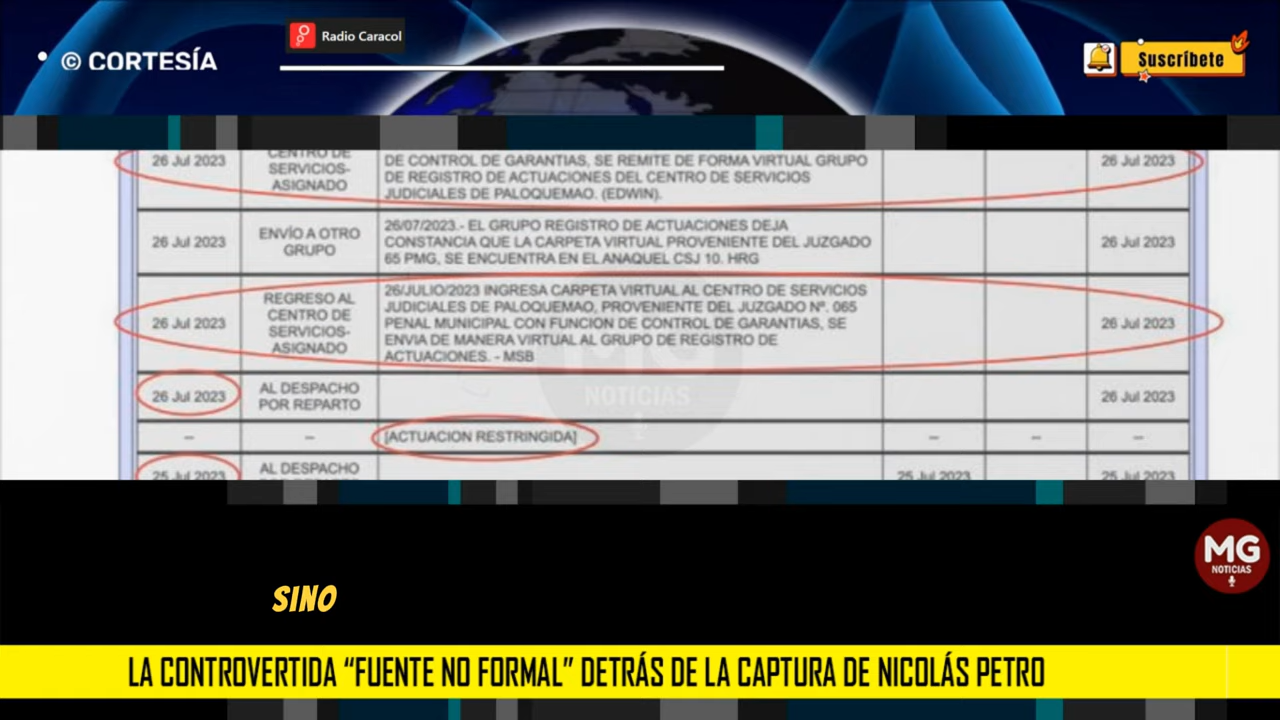 © CORTESÍA
Radio Caracol
Suscríbete
26 Jul 2023
CENTRO DE
SERVICIOS-
ASIGNADO
DE CONTROL DE GARANTIAS, SE REMITE DE FORMA VIRTUAL GRUPO
DE REGISTRO DE ACTUACIONES DEL CENTRO DE SERVICIOS
JUDICIALES DE PALOQUEMAO. (EDWIN).
26 Jul 2023
26 Jul 2023
ENVÍO A OTRO
GRUPO
26/07/2023.- EL GRUPO REGISTRO DE ACTUACIONES DEJA
CONSTANCIA QUE LA CARPETA VIRTUAL PROVENIENTE DEL JUZGADO
65 PMG, SE ENCUENTRA EN EL ANAQUEL CSJ 10. HRG
26 Jul 2023
26 Jul 2023
REGRESO AL
CENTRO DE
SERVICIOS-
ASIGNADO
26/JULIO/2023 INGRESA CARPETA VIRTUAL AL CENTRO DE SERVICIOS
JUDICIALES DE PALOQUEMAO, PROVENIENTE DEL JUZGADO Nº. 065
PENAL MUNICIPAL CON FUNCION DE CONTROL DE GARANTIAS, SE
ENVIA DE MANERA VIRTUAL AL GRUPO DE REGISTRO DE
ACTUACIONES. - MSB
26 Jul 2023
MG
NOTICIAS
26 Jul 2023
AL DESPACHO
POR REPARTO
26 Jul 2023
--
--
[ACTUACION RESTRINGIDA]
--
--
--
25 Jul 2023
AL DESPACHO
25 Jul 2023
25 Jul 2023
MG
NOTICIAS
SINO
LA CONTROVERTIDA “FUENTE NO FORMAL” DETRÁS DE LA CAPTURA DE NICOLÁS PETRO